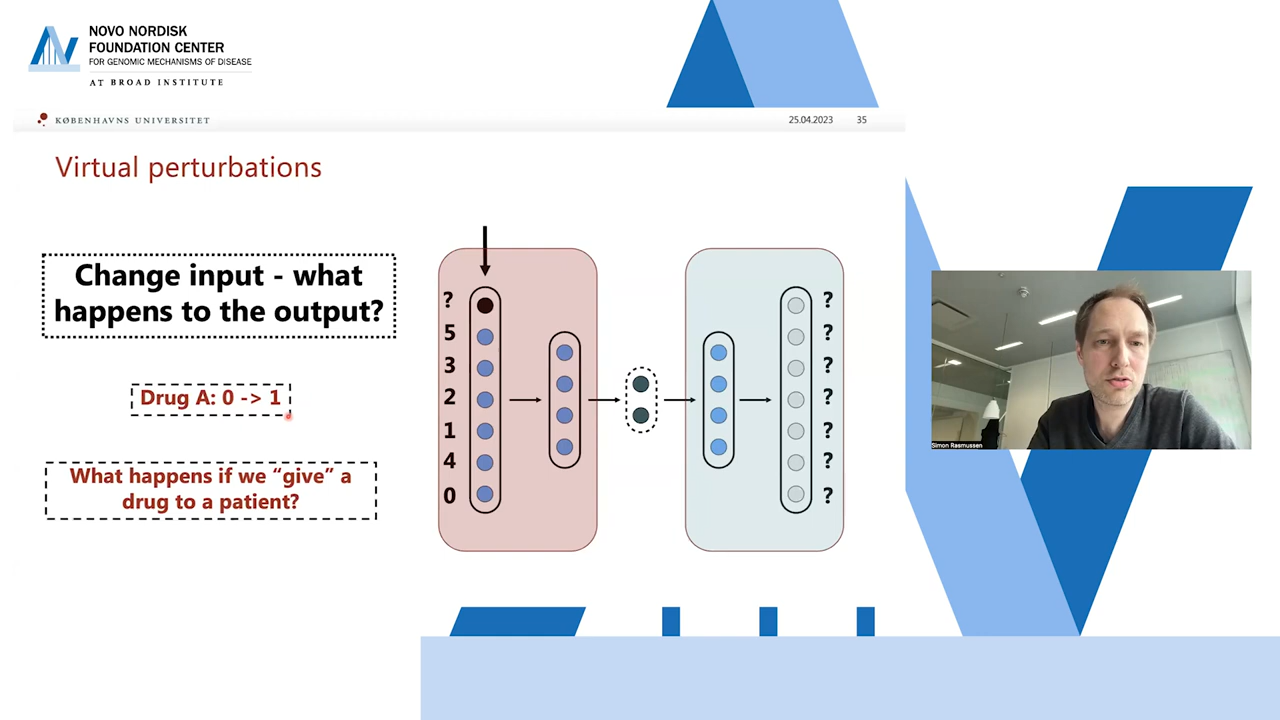 NOVO NORDISK
FOUNDATION CENTER
FOR GENOMIC MECHANISMS OF DISEASE
AT BROAD INSTITUTE
KØBENHAVNS UNIVERSITET
25.04.2023 35
Virtual perturbations
Change input - what
happens to the output?
Drug A: 0 -> 1
What happens if we “give” a
drug to a patient?
?
5
3
2
1
4
0
?
?
?
?
?
?
?
Simon Rasmussen